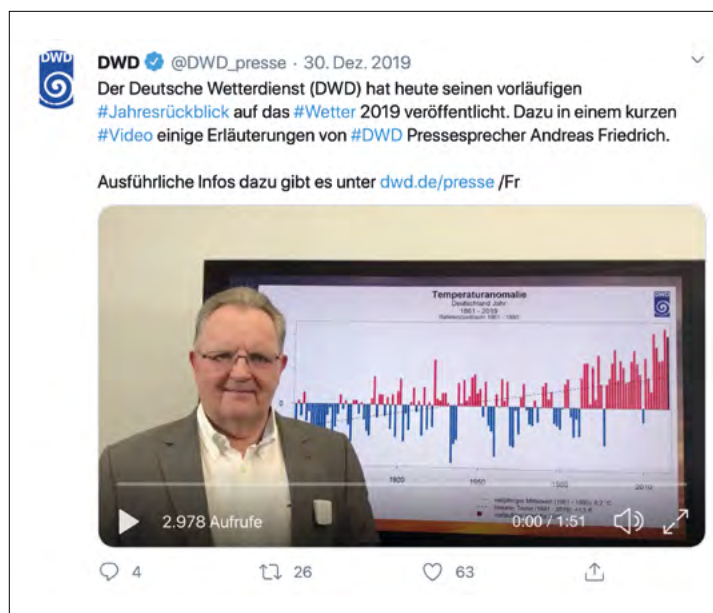 DWD
DWD @DWD_presse · 30. Dez. 2019
Der Deutsche Wetterdienst (DWD) hat heute seinen vorläufigen
#Jahresrückblick auf das #Wetter 2019 veröffentlicht. Dazu in einem kurzen
#Video einige Erläuterungen von #DWD Pressesprecher Andreas Friedrich.
Ausführliche Infos dazu gibt es unter dwd.de/presse /Fr
Temperaturanomalie
Deutschland Jahr
1881 - 2019
Referenzzeitraum 1961 - 1990
0
1900
1950
2010
2.978 Aufrufe
0:00 / 1:51
4
26
63